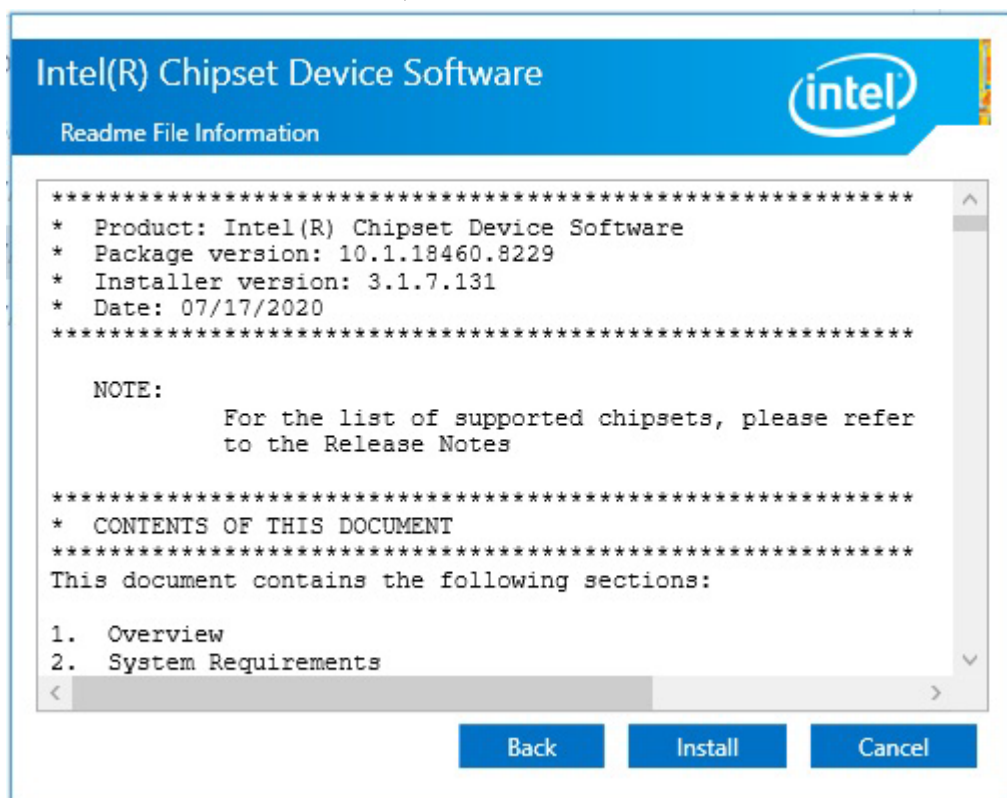 Intel(R) Chipset Device Software
intel
Readme File Information
************************************************************
*  Product: Intel(R) Chipset Device Software
*  Package version: 10.1.18460.8229
*  Installer version: 3.1.7.131
*  Date: 07/17/2020
************************************************************
NOTE:
For the list of supported chipsets, please refer
to the Release Notes
************************************************************
*  CONTENTS OF THIS DOCUMENT
************************************************************
This document contains the following sections:
1.  Overview
2.  System Requirements
Back Install Cancel